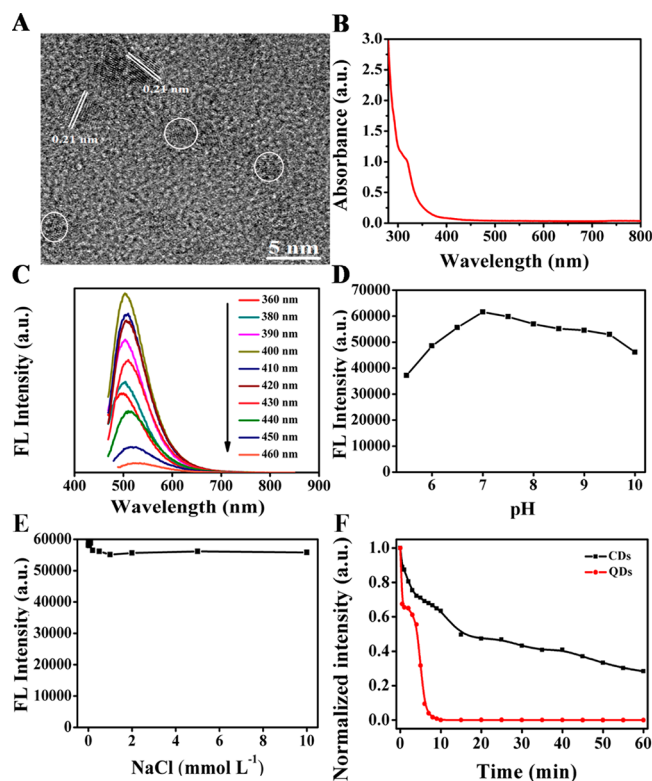 A
0.21 nm
0.21 nm
5 nm
B
Absorbance (a.u.)
3.0
2.5
2.0
1.5
1.0
0.5
0.0
300 400 500 600 700 800
Wavelength (nm)
C
FL Intensity (a.u.)
360 nm
380 nm
390 nm
400 nm
410 nm
420 nm
430 nm
440 nm
450 nm
460 nm
400 500 600 700 800 900
Wavelength (nm)
D
FL Intensity (a.u.)
70000
60000
50000
40000
30000
20000
10000
0
6 7 8 9 10
pH
E
FL Intensity (a.u.)
60000
50000
40000
30000
20000
10000
0
0 2 4 6 8 10
NaCl (mmol L⁻¹)
F
Normalized intensity (a.u.)
1.0
0.8
0.6
0.4
0.2
0.0
CDs
QDs
0 10 20 30 40 50 60
Time (min)